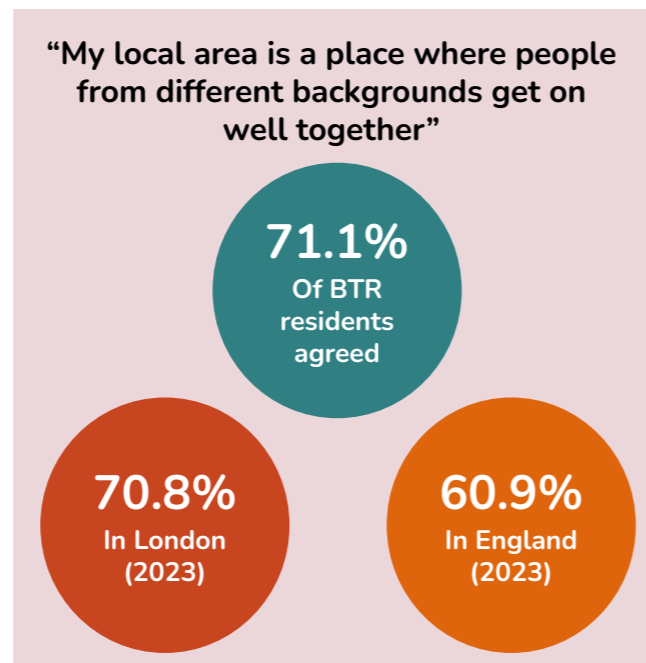 “My local area is a place where people
from different backgrounds get on
well together”
71.1%
Of BTR
residents
agreed
70.8%
In London
(2023)
60.9%
In England
(2023)